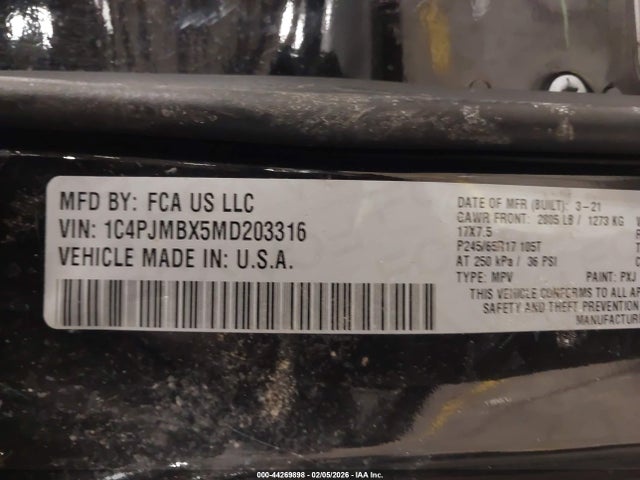 MFD BY: FCA US LLC
VIN: 1C4PJMBX5MD203316
VEHICLE MADE IN: U.S.A.
DATE OF MFR (BUILT): 3-21
GAWR FRONT: 2805 LB / 1273 KG
17X7.5
P245/65R17 105T
AT 250 kPa / 36 PSI
TYPE: MPV PAINT: PXJ
THIS VEHICLE CONFORMS TO ALL AP
SAFETY AND THEFT PREVENTION
MANUFACTUR
000-44269898 - 02/05/2026 - IAA Inc.